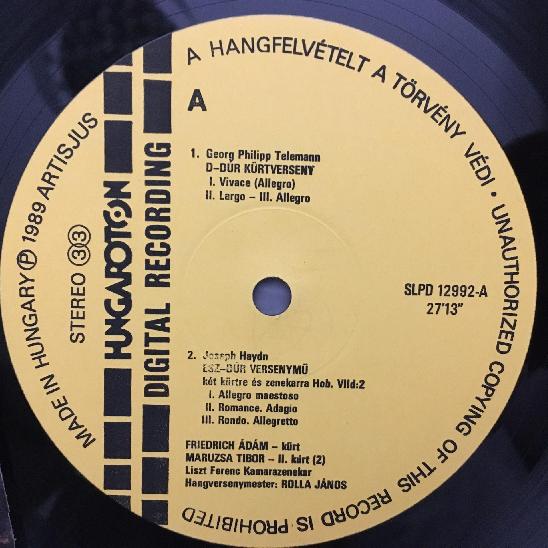 A HANGFELVÉTELT A TÖRVÉNY VÉDI • UNAUTHORIZED COPYING OF THIS RECORD IS PROHIBITED
MADE IN HUNGARY Ⓟ 1989 ARTISJUS
STEREO 33
HUNGAROTON
DIGITAL RECORDING
A
1. Georg Philipp Telemann
D-DÚR KÜRTVERSENY
I. Vivace (Allegro)
II. Largo – III. Allegro
SLPD 12992-A
27'13"
2. Joseph Haydn
ESZ-DÚR VERSENYMŰ
két kürtre és zenekarra Hob. VIId:2
I. Allegro maestoso
II. Romance. Adagio
III. Rondo. Allegretto
FRIEDRICH ÁDÁM – kürt
MARUZSA TIBOR – II. kürt (2)
Liszt Ferenc Kamarazenekar
Hangversenymester: ROLLA JÁNOS